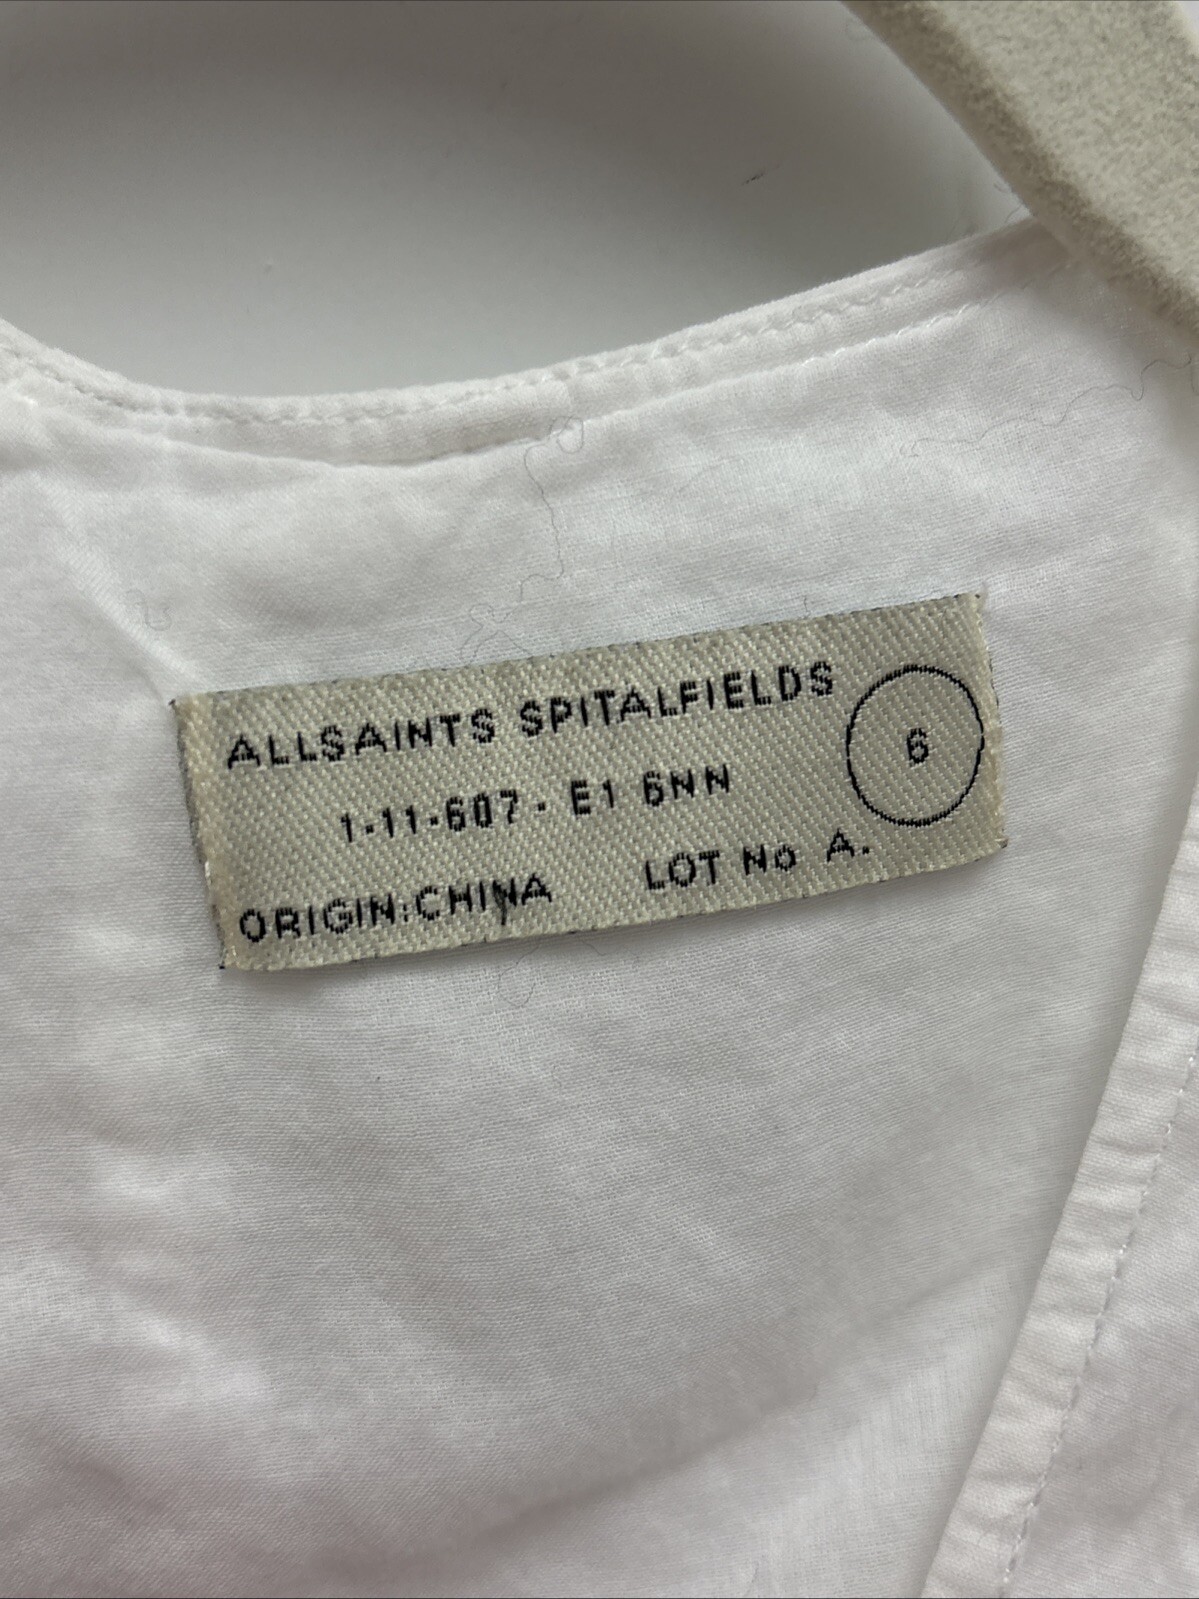 ALLSAINTS SPITALFIELDS
6
1-11-607- E1 6NN
ORIGIN:CHINA LOT No A.